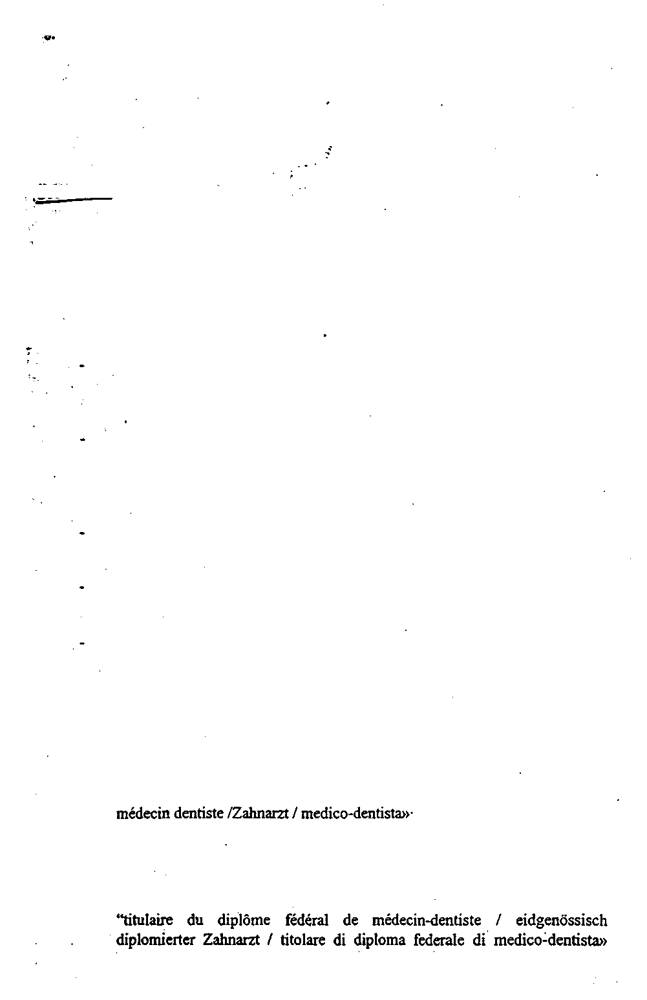 médecin dentiste /Zahnarzt / medico-dentista»
“titulaire du diplôme fédéral de médecin-dentiste / eidgenössisch
diplomierter Zahnarzt / titolare di diploma federale di medico-dentista»